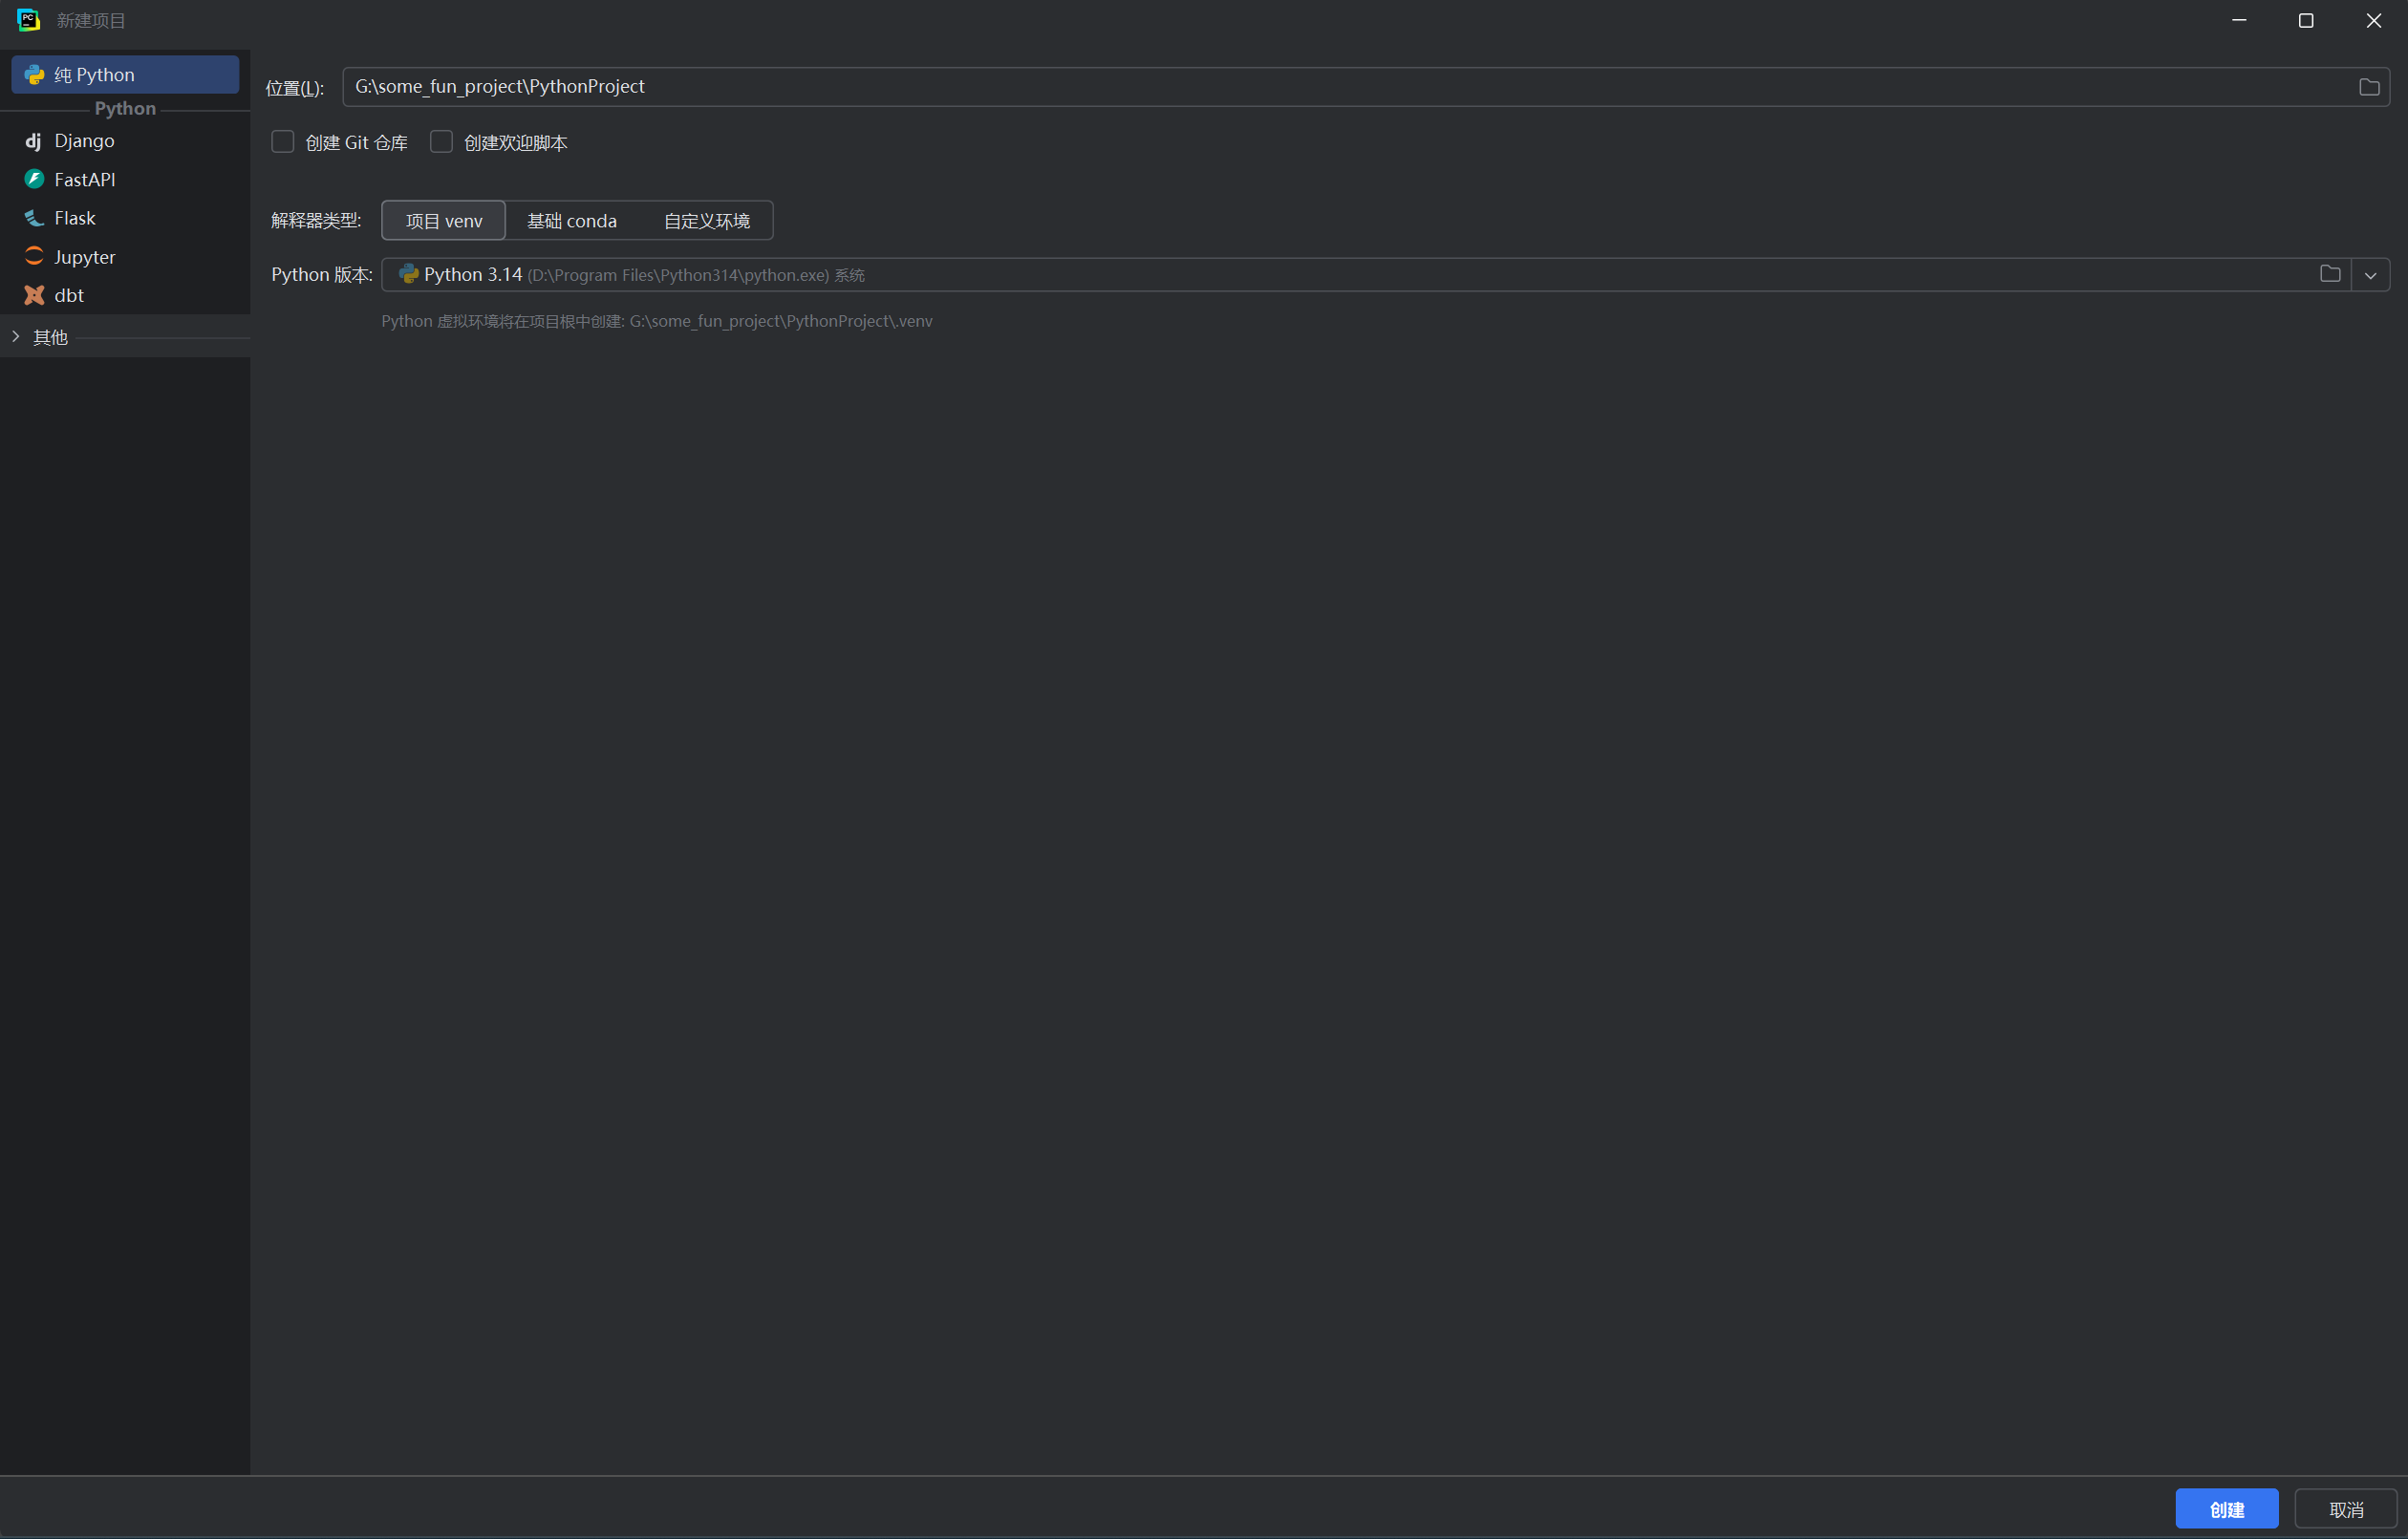 新建项目
纯 Python
Python
Django
FastAPI
Flask
Jupyter
dbt
其他
位置(L): G:\some_fun_project\PythonProject
创建 Git 仓库 创建欢迎脚本
解释器类型: 项目 venv 基础 conda 自定义环境
Python 版本: Python 3.14 (D:\Program Files\Python314\python.exe) 系统
Python 虚拟环境将在项目根中创建: G:\some_fun_project\PythonProject\.venv
创建 取消